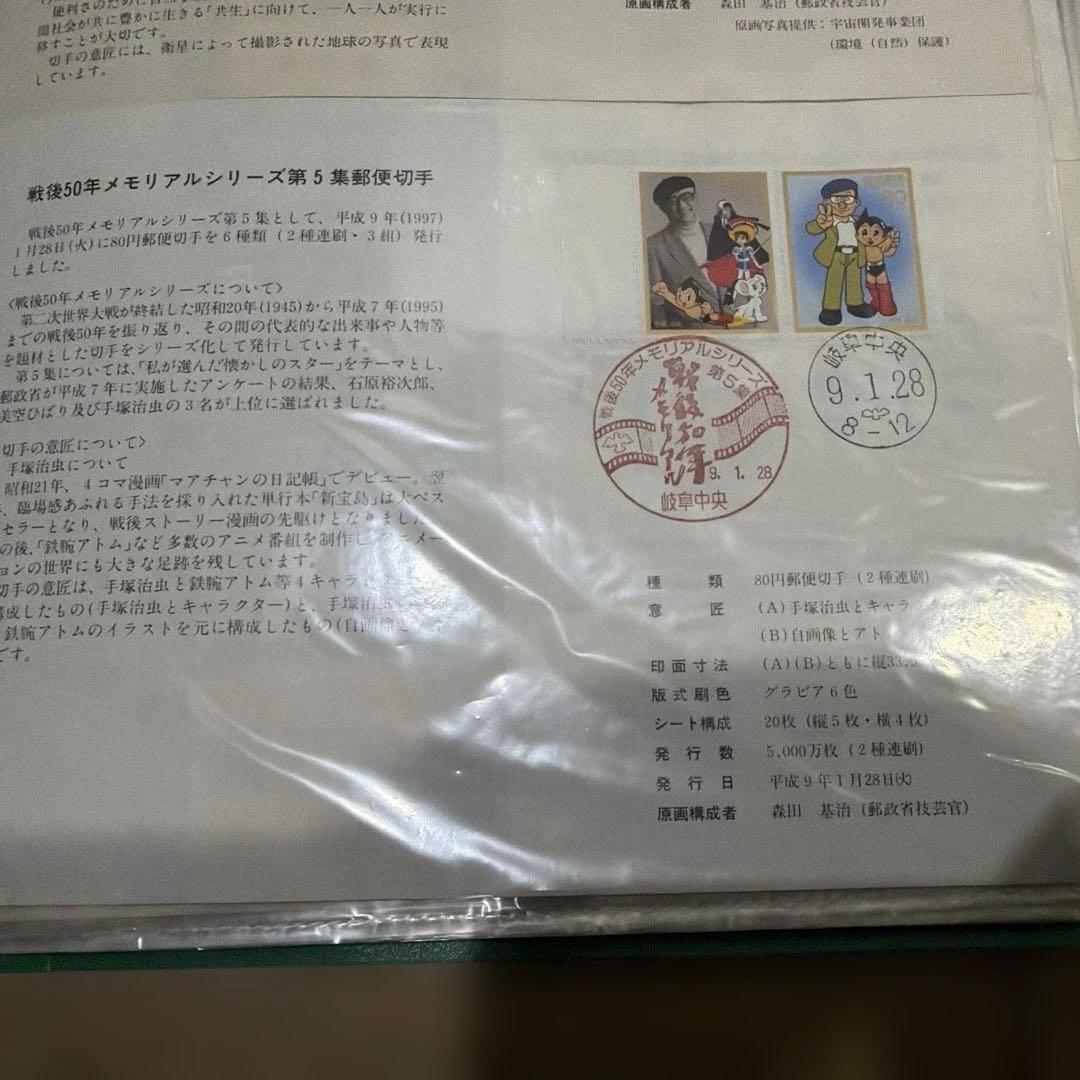 間社会が共に豊かに生きる「共生」に向けて、一人一人が実行に
移すことが大切です。
切手の意匠には、衛星によって撮影された地球の写真で表現
しています。
原画構成者 森田 基治(郵政省技芸官)
原画写真提供:宇宙開発事業団
(環境(自然)保護)
戦後50年メモリアルシリーズ第5集郵便切手
戦後50年メモリアルシリーズ第5集として、平成9年(1997)
1月28日(火)に80円郵便切手を6種類(2種連刷・3組)発行
しました。
〈戦後50年メモリアルシリーズについて〉
第二次世界大戦が終結した昭和20年(1945)から平成7年(1995)
までの戦後50年を振り返り、その間の代表的な出来事や人物等
を題材とした切手をシリーズ化して発行しています。
第5集については、「私が選んだ懐かしのスター」をテーマとし、
郵政省が平成7年に実施したアンケートの結果、石原裕次郎、
美空ひばり及び手塚治虫の3名が上位に選ばれました。
切手の意匠について〉
手塚治虫について
昭和21年、4コマ漫画「マアチャンの日記帳」でデビュー。翌
、臨場感あふれる手法を採り入れた単行本「新宝島」は大ベス
セラーとなり、戦後ストーリー漫画の先駆けとなりました
の後、「鉄腕アトム」など多数のアニメ番組を制作し
ョンの世界にも大きな足跡を残しています。
切手の意匠は、手塚治虫と鉄腕アトム等4キャラ
構成したもの(手塚治虫とキャラクター)と、手塚治虫
鉄腕アトムのイラストを元に構成したもの(自画像と
です。
戦後50年メモリアルシリーズ
第5集
戦後50年
メモリアル
9.1.28
岐阜中央
岐阜中央
9.1.28
8-12
種類 80円郵便切手(2種連刷)
意匠 (A)手塚治虫とキャラ
(B)自画像とアト
印面寸法 (A)(B)ともに縦33.5
版式刷色 グラビア6色
シート構成 20枚(縦5枚・横4枚)
発行数 5,000万枚(2種連刷)
発行日 平成9年1月28日(火)
原画構成者 森田 基治(郵政省技芸官)